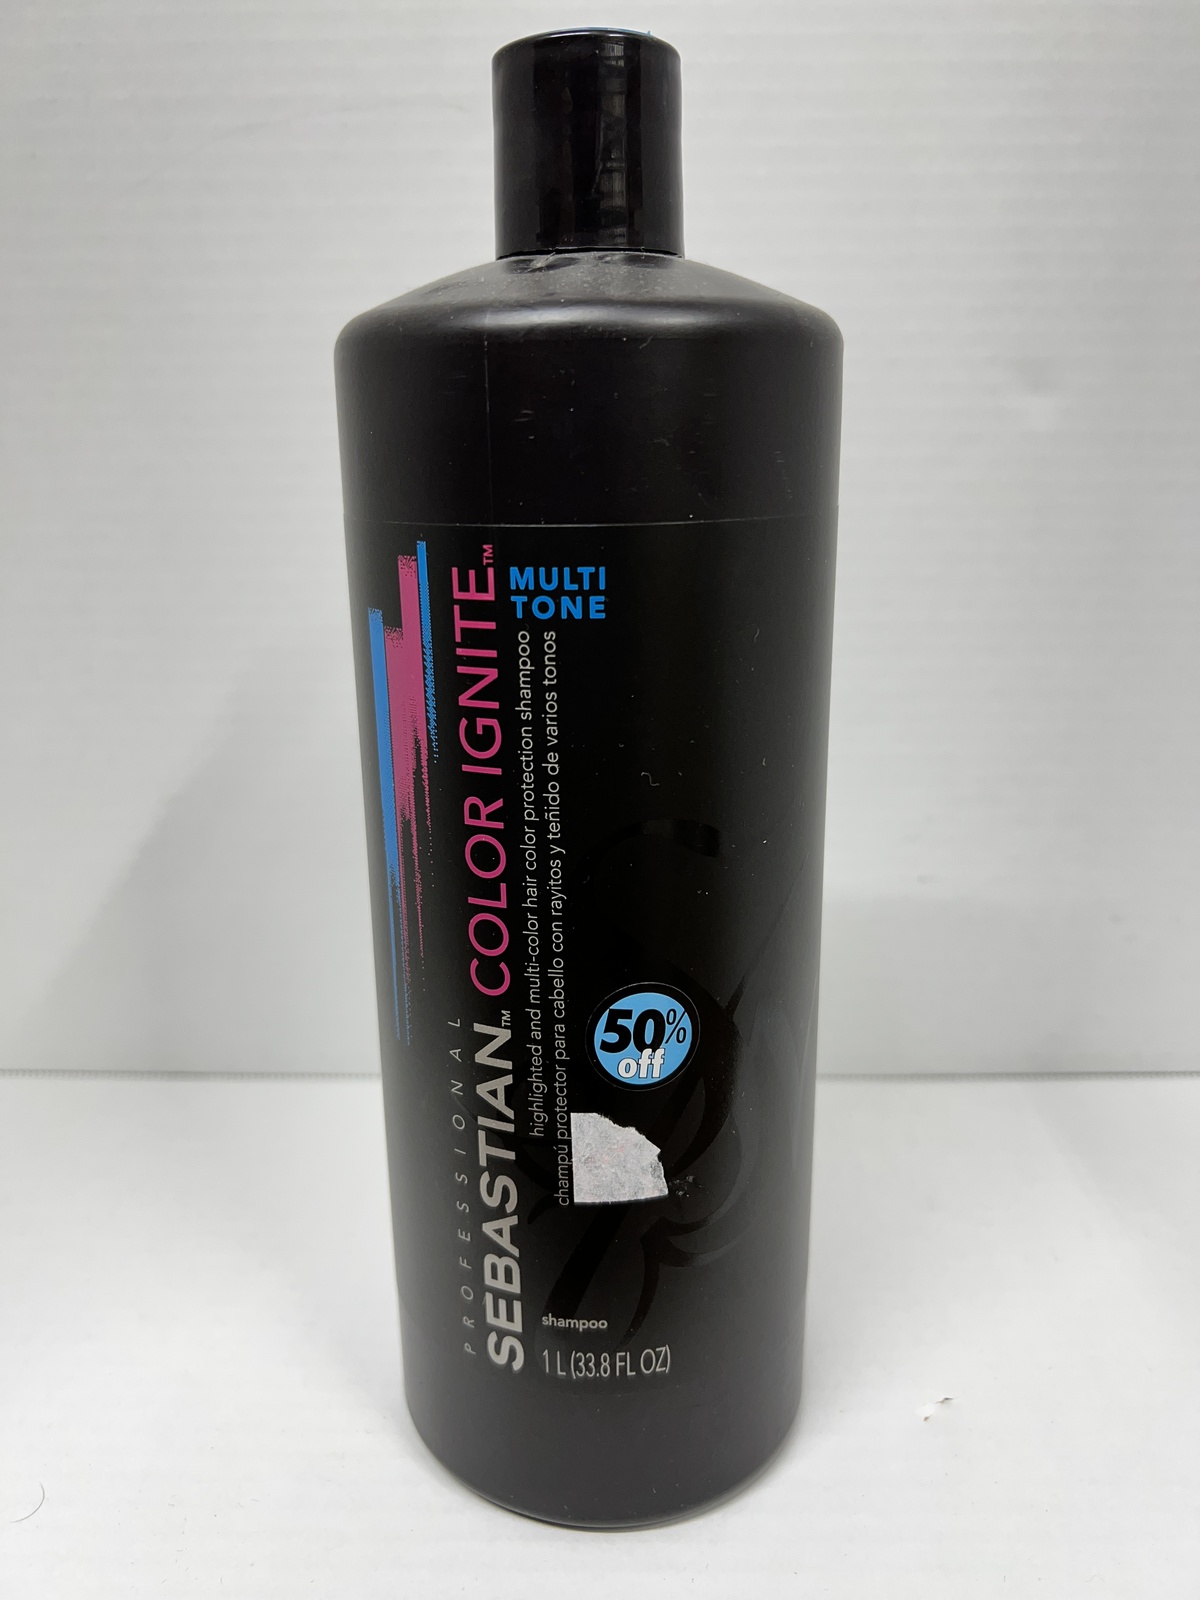 PROFESSIONAL
SEBASTIAN™ COLOR IGNITE™
MULTI
TONE
highlighted and multi-color hair color protection shampoo
champú protector para cabello con rayitos y teñido de varios tonos
50%
off
shampoo
1 L (33.8 FL OZ)